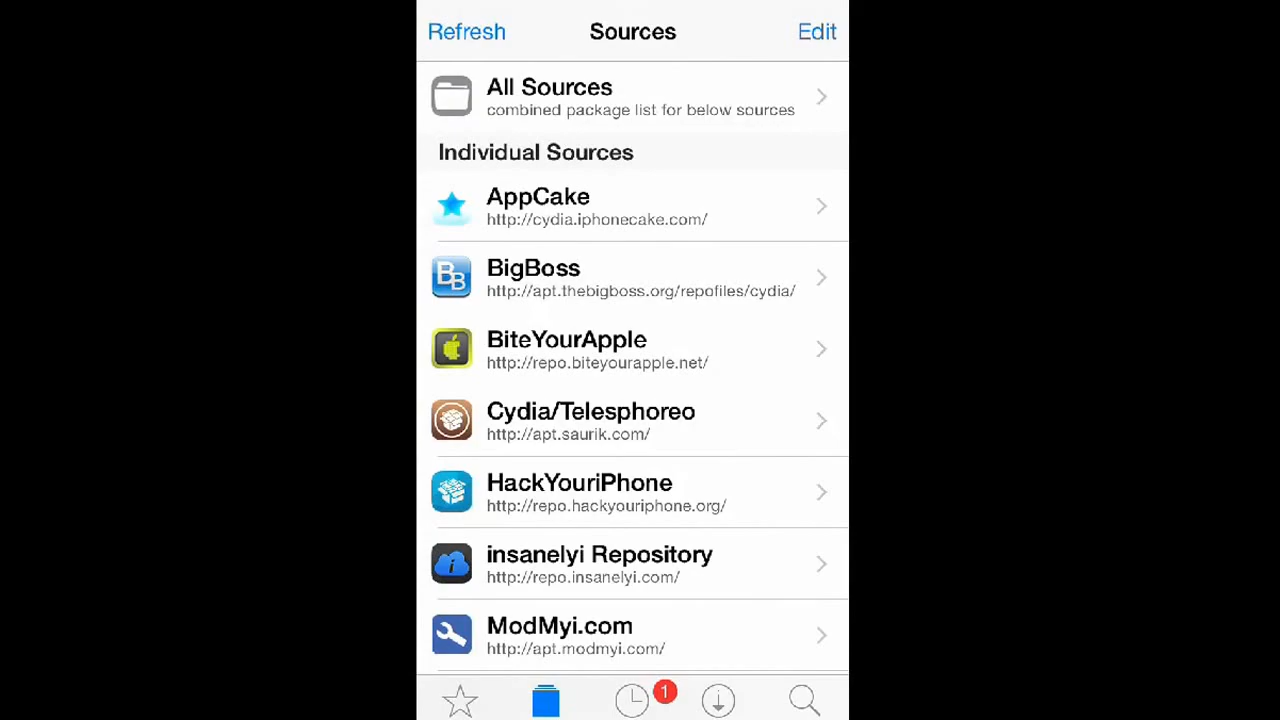 Refresh
Sources
Edit
All Sources
combined package list for below sources
Individual Sources
AppCake
http://cydia.iphonecake.com/
BigBoss
http://apt.thebigboss.org/repofiles/cydia/
BiteYourApple
http://repo.biteyourapple.net/
Cydia/Telesphoreo
http://apt.saurik.com/
HackYouriPhone
http://repo.hackyouriphone.org/
insanelyi Repository
http://repo.insanelyi.com/
ModMyi.com
http://apt.modmyi.com/
1